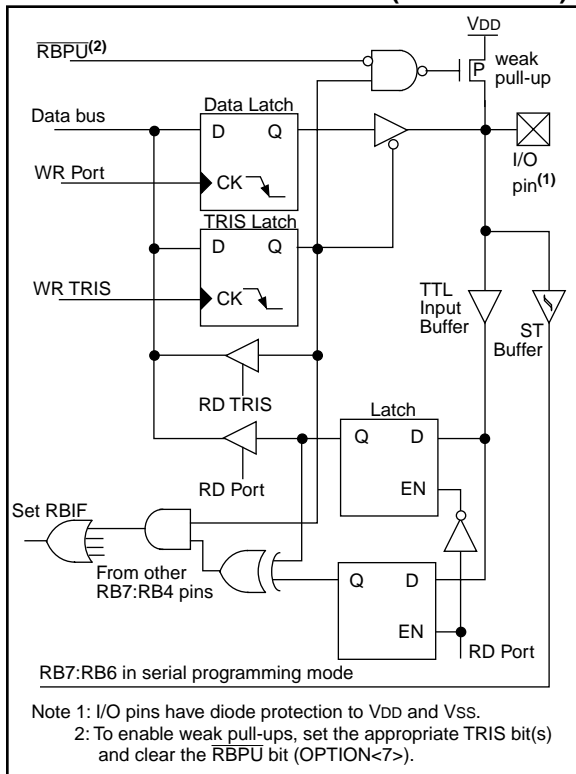 VDD
RBPU(2)
weak
pull-up
P
Data Latch
Data bus
D Q
I/O
pin(1)
WR Port
CK
TRIS Latch
D Q
WR TRIS
CK
TTL
Input
Buffer
ST
Buffer
RD TRIS
Latch
Q D
RD Port
EN
Set RBIF
From other
RB7:RB4 pins
Q D
EN
RD Port
RB7:RB6 in serial programming mode
Note 1: I/O pins have diode protection to VDD and VSS.
2: To enable weak pull-ups, set the appropriate TRIS bit(s)
and clear the RBPU bit (OPTION<7>).